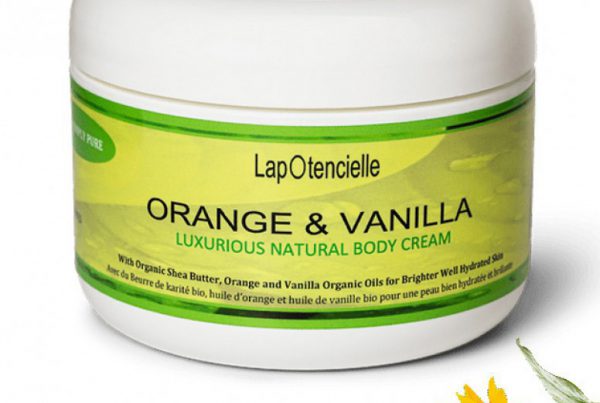 PLY PURE
LapOtencielle
ORANGE & VANILLA
LUXURIOUS NATURAL BODY CREAM
With Organic Shea Butter, Orange and Vanilla Organic Oils for Brighter Well Hydrated Skin
Avec du Beurre de karité bio, huile d'orange et huile de vanille bio pour une peau bien hydratée et brillante